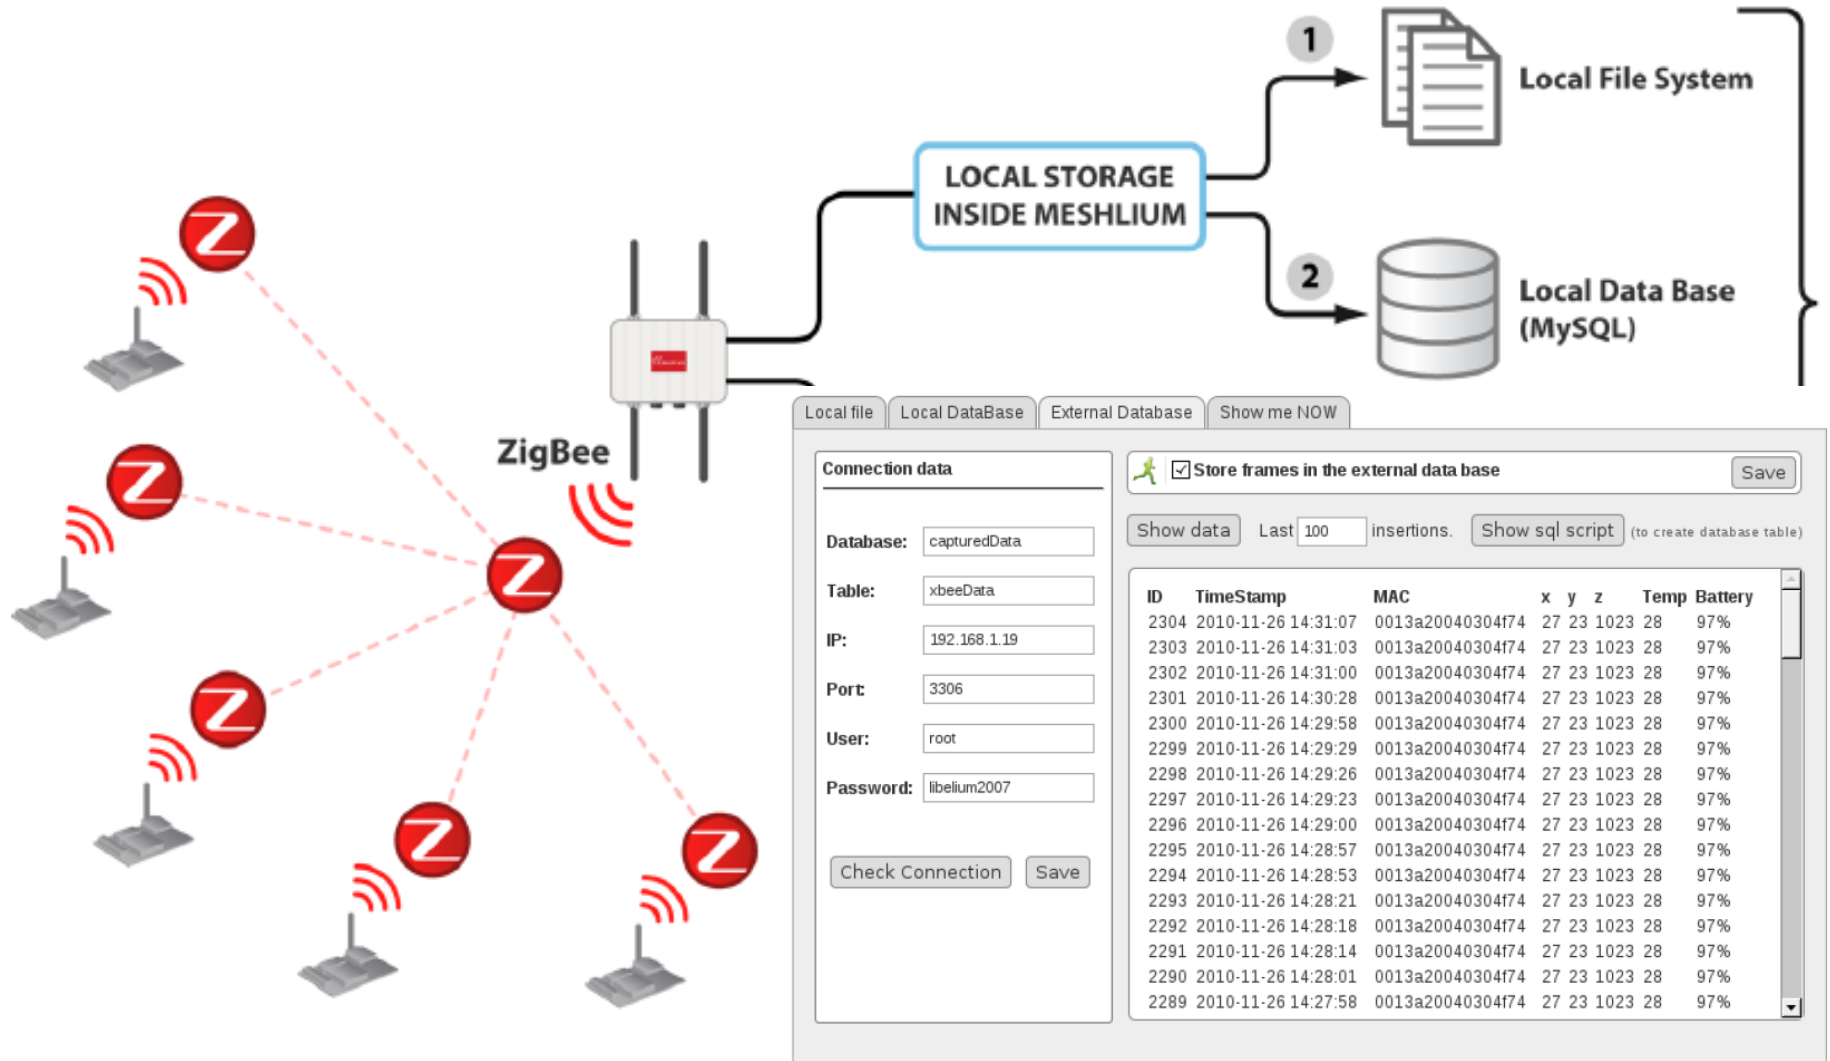 1
Local File System
LOCAL STORAGE
INSIDE MESHLIUM
2
Local Data Base
(MySQL)
ZigBee
Z
Z
Z
Z
Z
Z
Local file Local DataBase External Database Show me NOW
Connection data
Database: capturedData
Table: xbeeData
IP: 192.168.1.19
Port: 3306
User: root
Password: libelium2007
Check Connection Save
Store frames in the external data base Save
Show data Last 100 insertions. Show sql script (to create database table)
ID TimeStamp MAC x y z Temp Battery
2304 2010-11-26 14:31:07 0013a20040304f74 27 23 1023 28 97%
2303 2010-11-26 14:31:03 0013a20040304f74 27 23 1023 28 97%
2302 2010-11-26 14:31:00 0013a20040304f74 27 23 1023 28 97%
2301 2010-11-26 14:30:28 0013a20040304f74 27 23 1023 28 97%
2300 2010-11-26 14:29:58 0013a20040304f74 27 23 1023 28 97%
2299 2010-11-26 14:29:29 0013a20040304f74 27 23 1023 28 97%
2298 2010-11-26 14:29:26 0013a20040304f74 27 23 1023 28 97%
2297 2010-11-26 14:29:23 0013a20040304f74 27 23 1023 28 97%
2296 2010-11-26 14:29:00 0013a20040304f74 27 23 1023 28 97%
2295 2010-11-26 14:28:57 0013a20040304f74 27 23 1023 28 97%
2294 2010-11-26 14:28:53 0013a20040304f74 27 23 1023 28 97%
2293 2010-11-26 14:28:21 0013a20040304f74 27 23 1023 28 97%
2292 2010-11-26 14:28:18 0013a20040304f74 27 23 1023 28 97%
2291 2010-11-26 14:28:14 0013a20040304f74 27 23 1023 28 97%
2290 2010-11-26 14:28:01 0013a20040304f74 27 23 1023 28 97%
2289 2010-11-26 14:27:58 0013a20040304f74 27 23 1023 28 97%